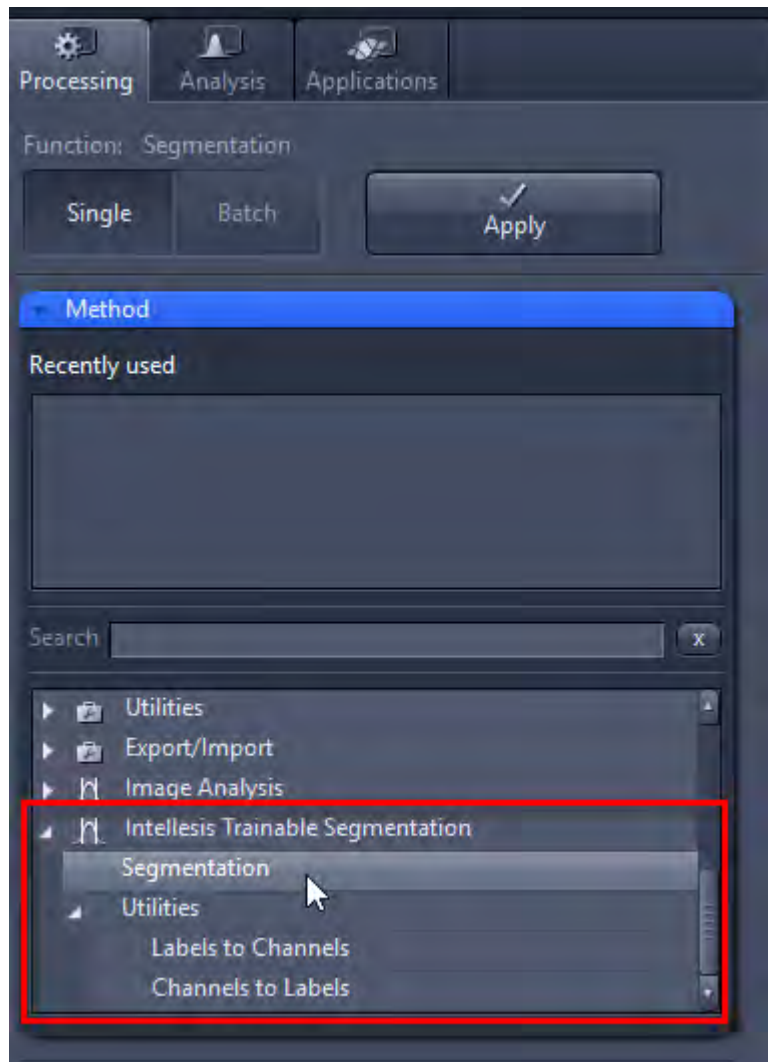 Processing Analysis Applications
Function: Segmentation
Single Batch Apply
Method
Recently used
Search x
Utilities
Export/Import
Image Analysis
Intellesis Trainable Segmentation
Segmentation
Utilities
Labels to Channels
Channels to Labels